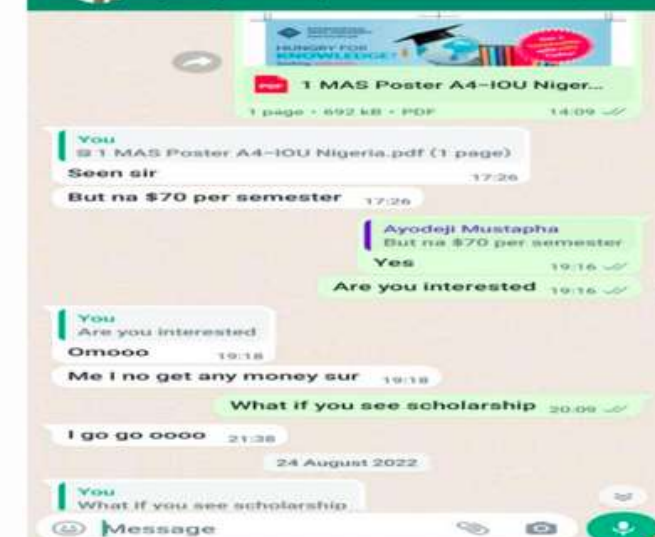 HUNGRY FOR
KNOWLEDGE?
PDF 1 MAS Poster A4-IOU Niger...
1 page • 692 kB • PDF 14:09
You
1 MAS Poster A4-IOU Nigeria.pdf (1 page)
Seen sir 17:26
But na $70 per semester 17:26
Ayodeji Mustapha
But na $70 per semester
Yes 19:16
Are you interested 19:16
You
Are you interested
Omooo 19:18
Me I no get any money sur 19:18
What if you see scholarship 20:09
I go go oooo 21:38
24 August 2022
You
What if you see scholarship
Message